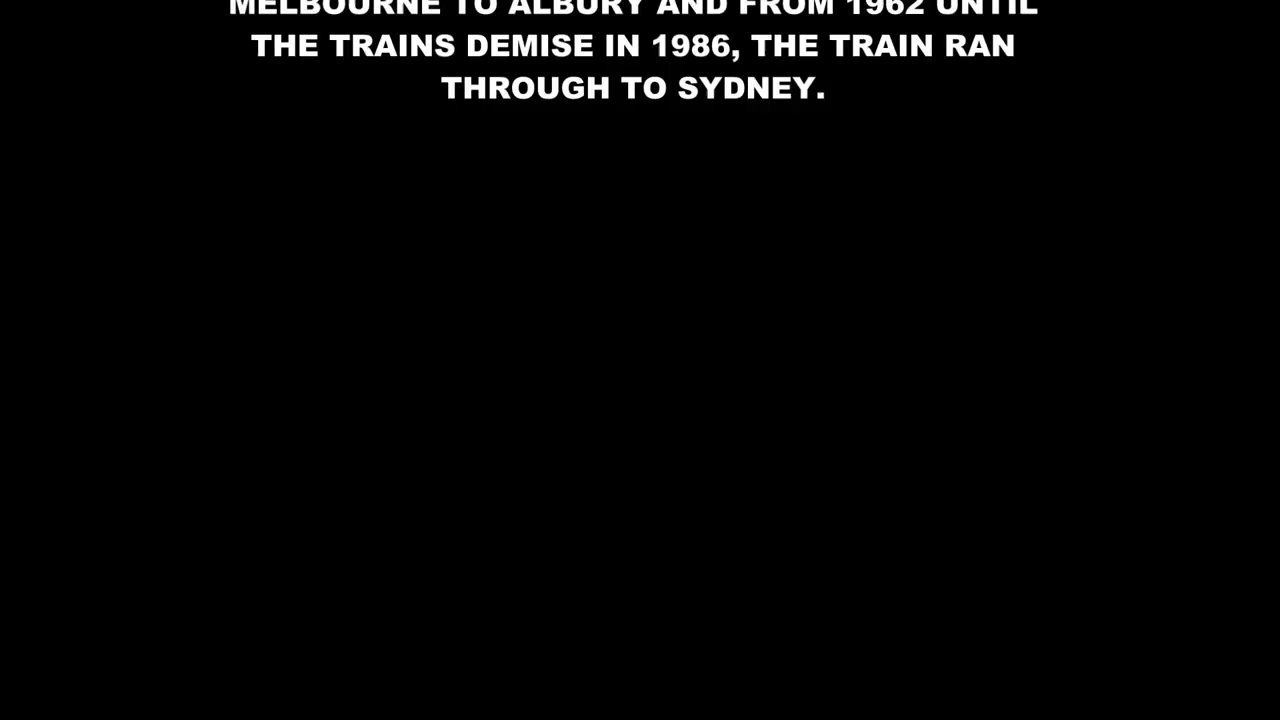 MELBOURNE TO ALBURY AND FROM 1962 UNTIL
THE TRAINS DEMISE IN 1986, THE TRAIN RAN
THROUGH TO SYDNEY.